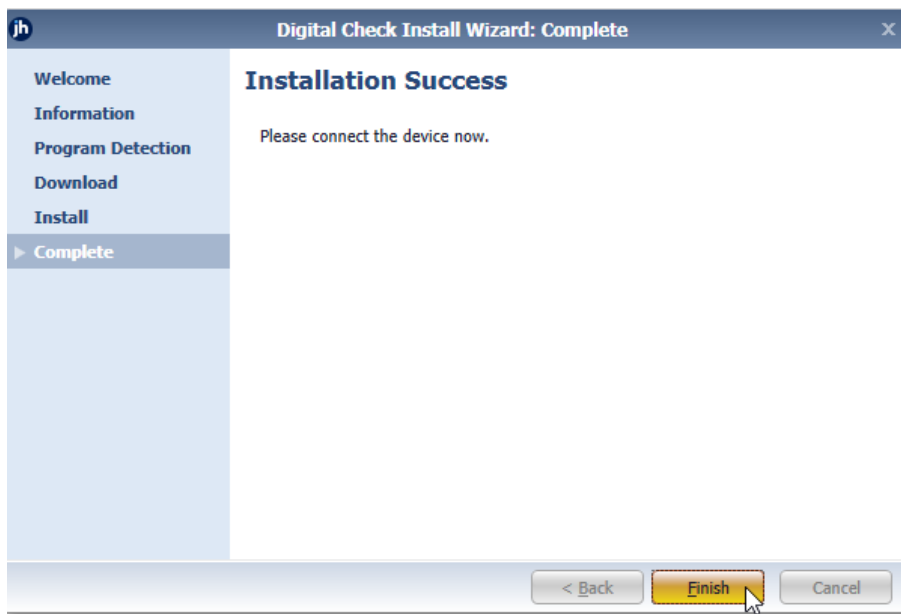 jh Digital Check Install Wizard: Complete X
Welcome
Information
Program Detection
Download
Install
Complete
Installation Success
Please connect the device now.
< Back Finish Cancel